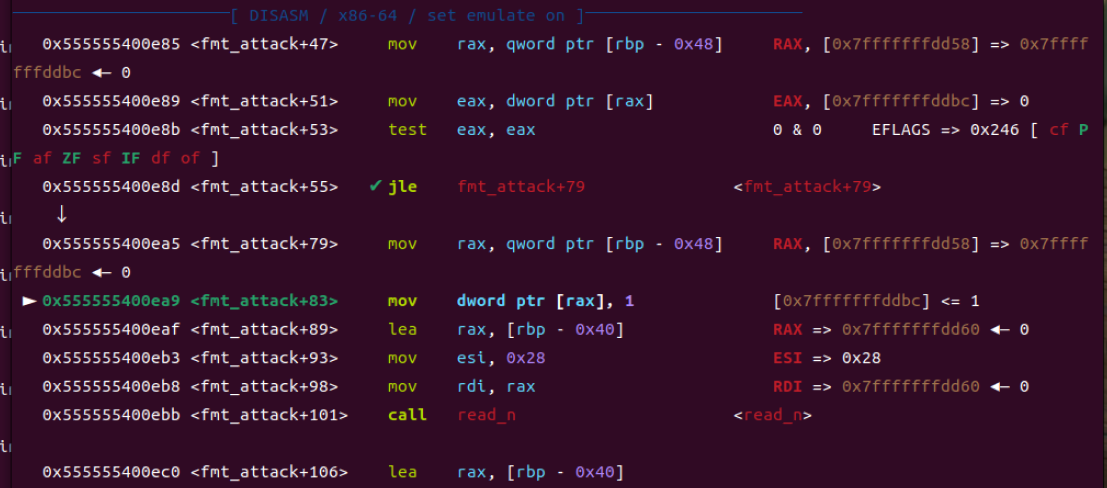 [ DISASM / x86-64 / set emulate on ]
0x555555400e85 <fmt_attack+47> mov rax, qword ptr [rbp - 0x48] RAX, [0x7fffffffdd58] => 0x7ffff
fffddbc ◂— 0
0x555555400e89 <fmt_attack+51> mov eax, dword ptr [rax] EAX, [0x7fffffffddbc] => 0
0x555555400e8b <fmt_attack+53> test eax, eax 0 & 0 EFLAGS => 0x246 [ cf P
F af ZF sf IF df of ]
0x555555400e8d <fmt_attack+55> ✔ jle fmt_attack+79 <fmt_attack+79>
↓
0x555555400ea5 <fmt_attack+79> mov rax, qword ptr [rbp - 0x48] RAX, [0x7fffffffdd58] => 0x7ffff
fffddbc ◂— 0
► 0x555555400ea9 <fmt_attack+83> mov dword ptr [rax], 1 [0x7fffffffddbc] <= 1
0x555555400eaf <fmt_attack+89> lea rax, [rbp - 0x40] RAX => 0x7fffffffdd60 ◂— 0
0x555555400eb3 <fmt_attack+93> mov esi, 0x28 ESI => 0x28
0x555555400eb8 <fmt_attack+98> mov rdi, rax RDI => 0x7fffffffdd60 ◂— 0
0x555555400ebb <fmt_attack+101> call read_n <read_n>
0x555555400ec0 <fmt_attack+106> lea rax, [rbp - 0x40]